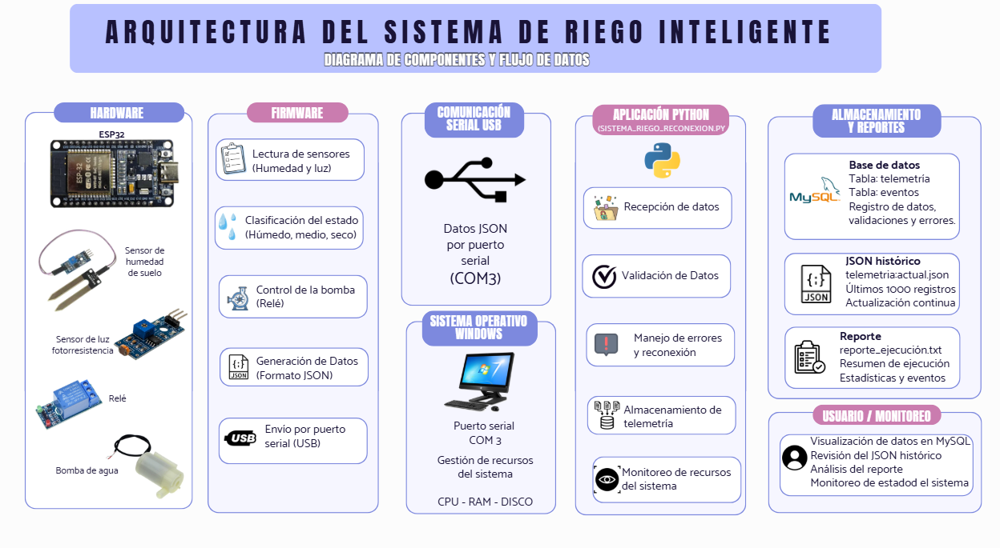 ARQUITECTURA DEL SISTEMA DE RIEGO INTELIGENTE
DIAGRAMA DE COMPONENTES Y FLUJO DE DATOS
HARDWARE
ESP32
ESP-32
Sensor de
humedad
de suelo
Sensor de luz
fotorresistencia
Relé
Bomba de agua
FIRMWARE
Lectura de sensores
(Humedad y luz)
Clasificación del estado
(Húmedo, medio, seco)
Control de la bomba
(Relé)
{;}
JSON
Generación de Datos
(Formato JSON)
USB
Envío por puerto
serial (USB)
COMUNICACIÓN
SERIAL USB
Datos JSON
por puerto
serial
(COM3)
SISTEMA OPERATIVO
WINDOWS
7
Puerto serial
COM 3
Gestión de recursos
del sistema
CPU - RAM - DISCO
APLICACIÓN PYTHON
(SISTEMA_RIEGO_RECONEXION.PY
Recepción de datos
Validación de Datos
Manejo de errores
y reconexión
Almacenamiento de
telemetría
Monitoreo de recursos
del sistema
ALMACENAMIENTO
Y REPORTES
MySQL
Base de datos
Tabla: telemetría
Tabla: eventos
Registro de datos,
validaciones y errores.
{;}
JSON
JSON histórico
telemetria:actual.json
Últimos 1000 registros
Actualización continua
Reporte
reporte_ejecución.txt
Resumen de ejecución
Estadísticas y eventos
USUARIO / MONITOREO
Visualización de datos en MySQL
Revisión del JSON histórico
Análisis del reporte
Monitoreo de estadod el sistema